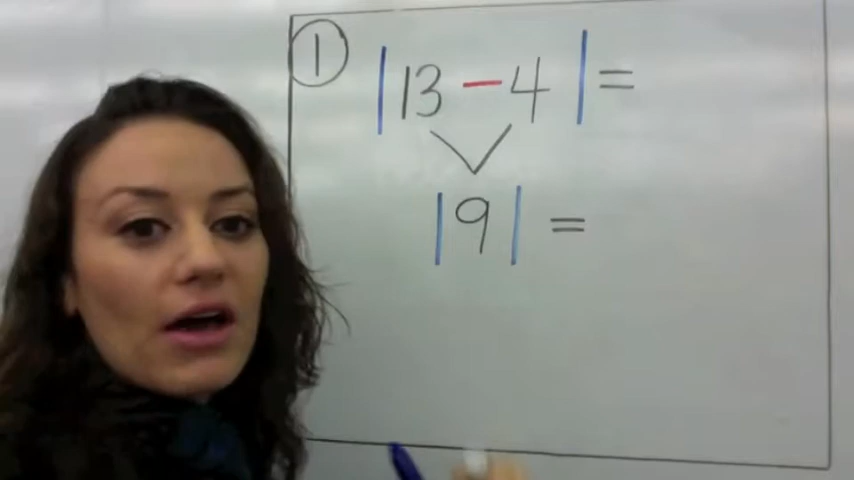 ① |13 - 4| =
|9| =